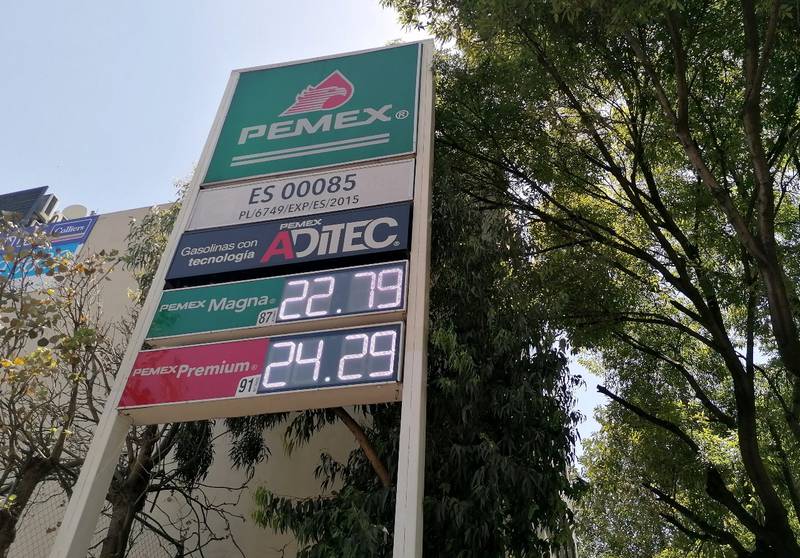 PEMEX®
ES 00085
PL/6749/EXP/ES/2015
Gasolinas con
tecnología
PEMEX
ADITEC®
PEMEX Magna® 87 22.79
PEMEX Premium® 91 24.29
Colliers